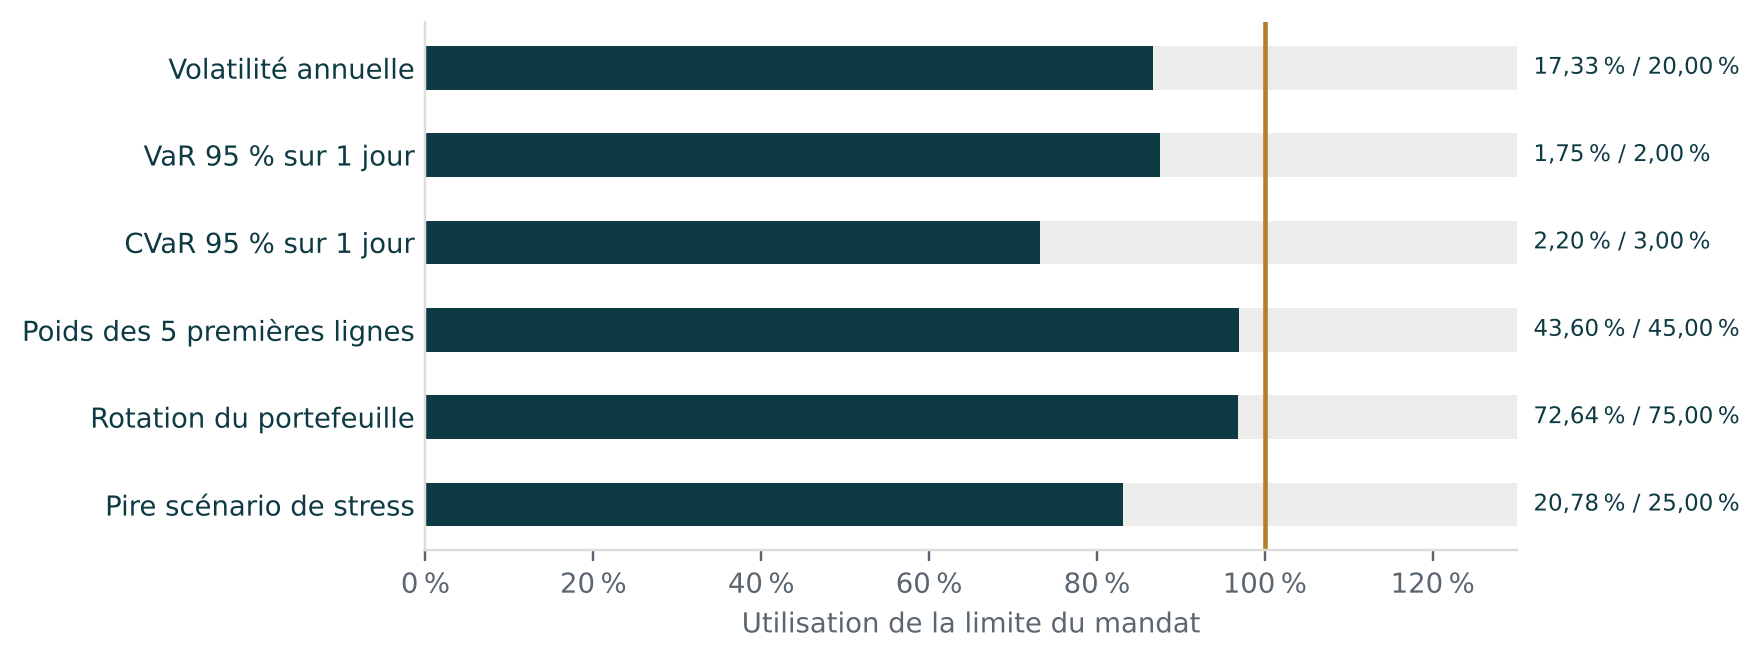 Volatilité annuelle 17,33 % / 20,00 %
VaR 95 % sur 1 jour 1,75 % / 2,00 %
CVaR 95 % sur 1 jour 2,20 % / 3,00 %
Poids des 5 premières lignes 43,60 % / 45,00 %
Rotation du portefeuille 72,64 % / 75,00 %
Pire scénario de stress 20,78 % / 25,00 %
0 % 20 % 40 % 60 % 80 % 100 % 120 %
Utilisation de la limite du mandat